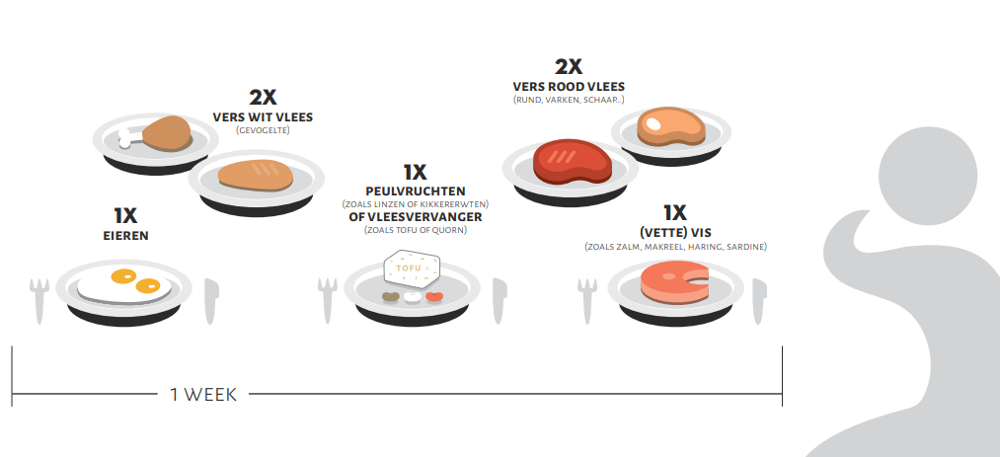 2X
VERS WIT VLEES
(GEVOGELTE)
2X
VERS ROOD VLEES
(RUND, VARKEN, SCHAAP...)
1X
EIEREN
1X
PEULVRUCHTEN
(ZOALS LINZEN OF KIKKERERWTEN)
OF VLEESVERVANGER
(ZOALS TOFU OF QUORN)
TOFU
1X
(VETTE) VIS
(ZOALS ZALM, MAKREEL, HARING, SARDINE)
1 WEEK